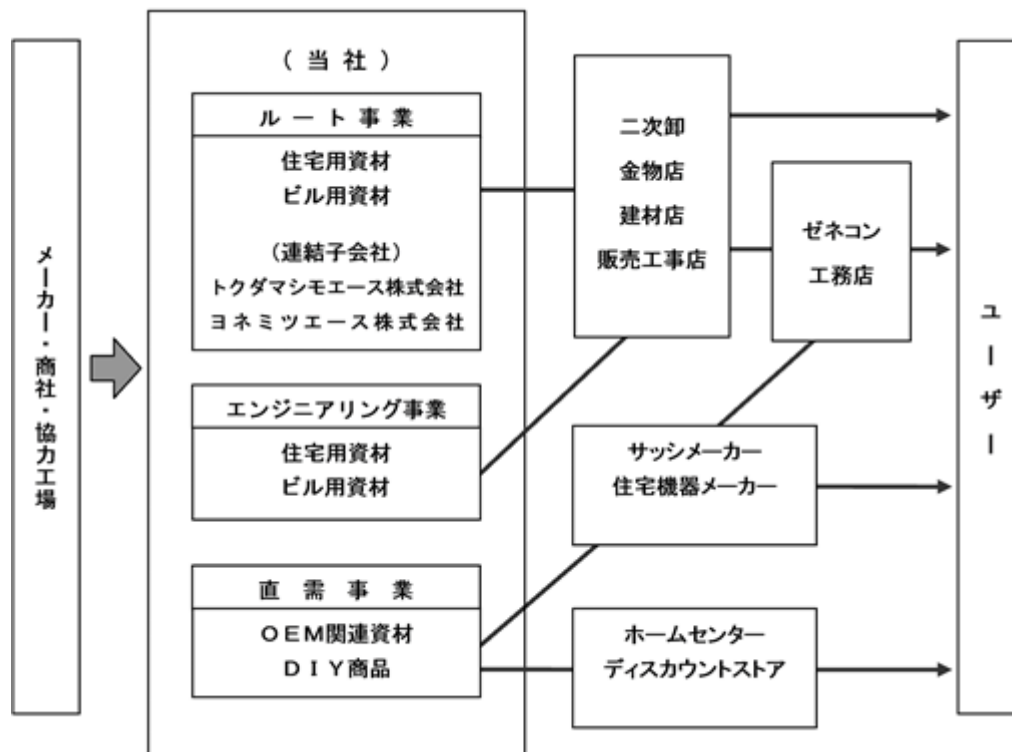 メーカー・商社・協力工場
（当社）
ルート事業
住宅用資材
ビル用資材
（連結子会社）
トクダマシモエース株式会社
ヨネミツエース株式会社
エンジニアリング事業
住宅用資材
ビル用資材
直需事業
ＯＥＭ関連資材
ＤＩＹ商品
二次卸
金物店
建材店
販売工事店
ゼネコン
工務店
サッシメーカー
住宅機器メーカー
ホームセンター
ディスカウントストア
ユーザー